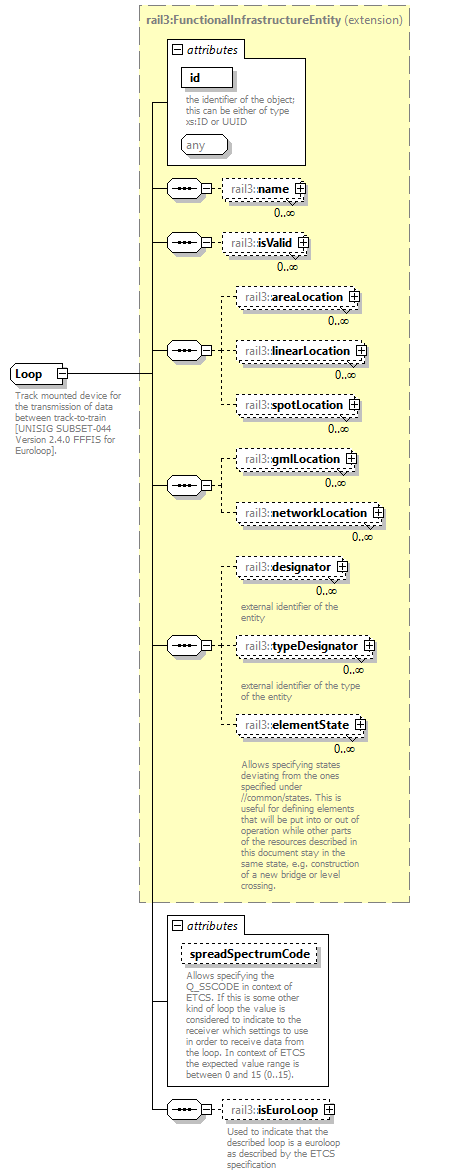 rail3:FunctionalInfrastructureEntity (extension)
attributes
id
the identifier of the object;
this can be either of type
xs:ID or UUID
any
rail3:name
0..∞
rail3:isValid
0..∞
rail3:areaLocation
0..∞
rail3:linearLocation
0..∞
rail3:spotLocation
0..∞
Loop
Track mounted device for
the transmission of data
between track-to-train
[UNISIG SUBSET-044
Version 2.4.0 FFFIS for
Euroloop].
rail3:gmlLocation
0..∞
rail3:networkLocation
0..∞
rail3:designator
0..∞
external identifier of the
entity
rail3:typeDesignator
0..∞
external identifier of the type
of the entity
rail3:elementState
0..∞
Allows specifying states
deviating from the ones
specified under
//common/states. This is
useful for defining elements
that will be put into or out of
operation while other parts
of the resources described in
this document stay in the
same state, e.g. construction
of a new bridge or level
crossing.
attributes
spreadSpectrumCode
Allows specifying the
Q_SSCODE in context of
ETCS. If this is some other
kind of loop the value is
considered to indicate to the
receiver which settings to use
in order to receive data from
the loop. In context of ETCS
the expected value range is
between 0 and 15 (0..15).
rail3:isEuroLoop
Used to indicate that the
described loop is a euroloop
as described by the ETCS
specification